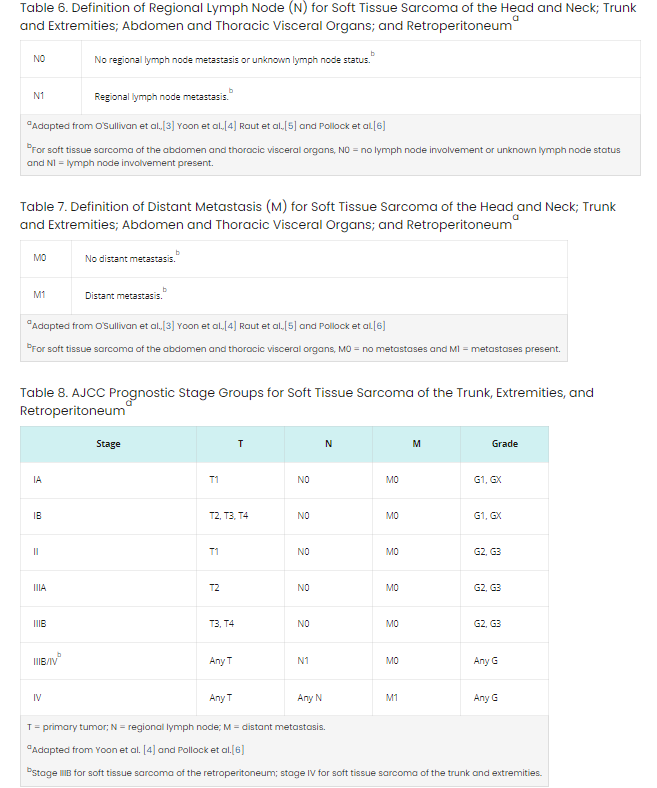 Table 6. Definition of Regional Lymph Node (N) for Soft Tissue Sarcoma of the Head and Neck; Trunk
and Extremities; Abdomen and Thoracic Visceral Organs; and Retroperitoneum^a
N0 No regional lymph node metastasis or unknown lymph node status.^b
N1 Regional lymph node metastasis.^b
^aAdapted from O'Sullivan et al.,[3] Yoon et al.,[4] Raut et al.,[5] and Pollock et al.[6]
^bFor soft tissue sarcoma of the abdomen and thoracic visceral organs, N0 = no lymph node involvement or unknown lymph node status
and N1 = lymph node involvement present.
Table 7. Definition of Distant Metastasis (M) for Soft Tissue Sarcoma of the Head and Neck; Trunk
and Extremities; Abdomen and Thoracic Visceral Organs; and Retroperitoneum^a
M0 No distant metastasis.^b
M1 Distant metastasis.^b
^aAdapted from O'Sullivan et al.,[3] Yoon et al.,[4] Raut et al.,[5] and Pollock et al.[6]
^bFor soft tissue sarcoma of the abdomen and thoracic visceral organs, M0 = no metastases and M1 = metastases present.
Table 8. AJCC Prognostic Stage Groups for Soft Tissue Sarcoma of the Trunk, Extremities, and
Retroperitoneum^a
Stage T N M Grade
IA T1 N0 M0 G1, GX
IB T2, T3, T4 N0 M0 G1, GX
II T1 N0 M0 G2, G3
IIIA T2 N0 M0 G2, G3
IIIB T3, T4 N0 M0 G2, G3
IIIB/IV^b Any T N1 M0 Any G
IV Any T Any N M1 Any G
T = primary tumor; N = regional lymph node; M = distant metastasis.
^aAdapted from Yoon et al. [4] and Pollock et al.[6]
^bStage IIIB for soft tissue sarcoma of the retroperitoneum; stage IV for soft tissue sarcoma of the trunk and extremities.